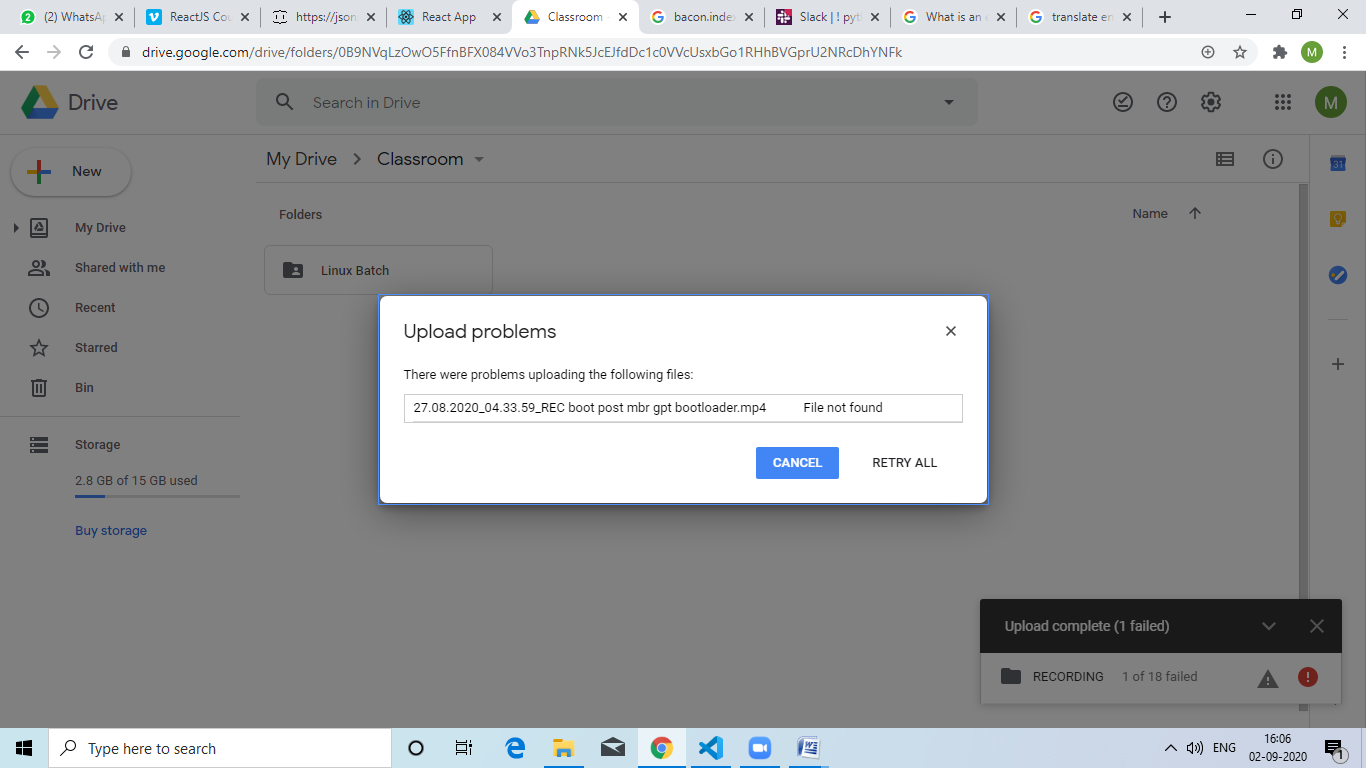 (2) WhatsAp
ReactJS Cou
https://json
React App
Classroom -
bacon.index
Slack | ! pyth
What is an e
translate en
drive.google.com/drive/folders/0B9NVqLzOwO5FfnBFX084VVo3TnpRNk5JcEJfdDc1c0VVcUsxbGo1RHhBVGprU2NRcDhYNFk
M
Drive
Search in Drive
M
New
My Drive
Classroom
My Drive
Shared with me
Recent
Starred
Bin
Storage
2.8 GB of 15 GB used
Buy storage
Folders
Name
Linux Batch
31
Upload problems
There were problems uploading the following files:
27.08.2020_04.33.59_REC boot post mbr gpt bootloader.mp4 File not found
CANCEL RETRY ALL
Upload complete (1 failed)
RECORDING 1 of 18 failed
Type here to search
ENG
16:06
02-09-2020
1